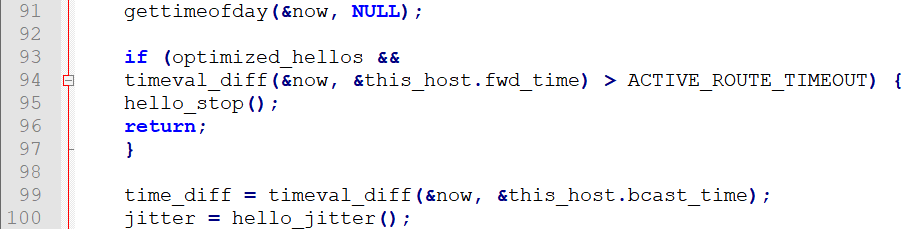 91 gettimeofday(&now, NULL);
92
93 if (optimized_hellos &&
94 timeval_diff(&now, &this_host.fwd_time) > ACTIVE_ROUTE_TIMEOUT) {
95 hello_stop();
96 return;
97 }
98
99 time_diff = timeval_diff(&now, &this_host.bcast_time);
100 jitter = hello_jitter();